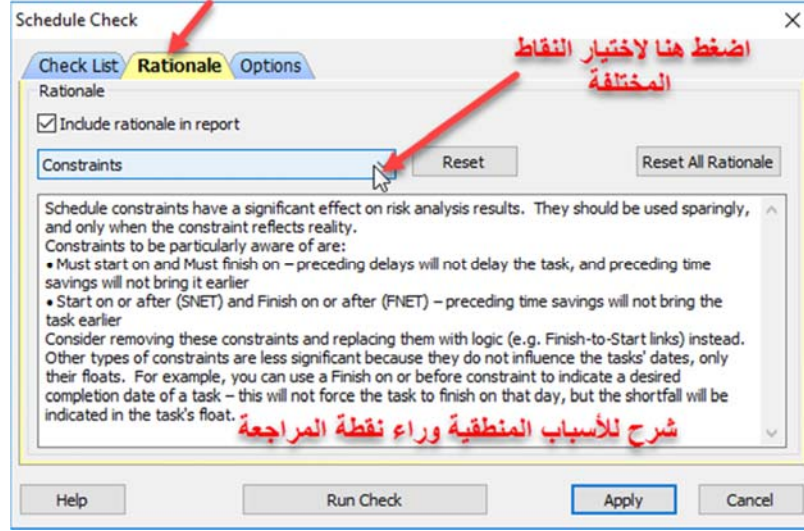 Schedule Check
اضغط هنا لاختيار النقاط
المختلفة
Check List Rationale Options
Rationale
Include rationale in report
Constraints Reset Reset All Rationale
Schedule constraints have a significant effect on risk analysis results. They should be used sparingly,
and only when the constraint reflects reality.
Constraints to be particularly aware of are:
• Must start on and Must finish on – preceding delays will not delay the task, and preceding time
savings will not bring it earlier
• Start on or after (SNET) and Finish on or after (FNET) – preceding time savings will not bring the
task earlier
Consider removing these constraints and replacing them with logic (e.g. Finish-to-Start links) instead.
Other types of constraints are less significant because they do not influence the tasks' dates, only
their floats. For example, you can use a Finish on or before constraint to indicate a desired
completion date of a task – this will not force the task to finish on that day, but the shortfall will be
indicated in the task's float.
شرح للأسباب المنطقية وراء نقطة المراجعة
Help Run Check Apply Cancel